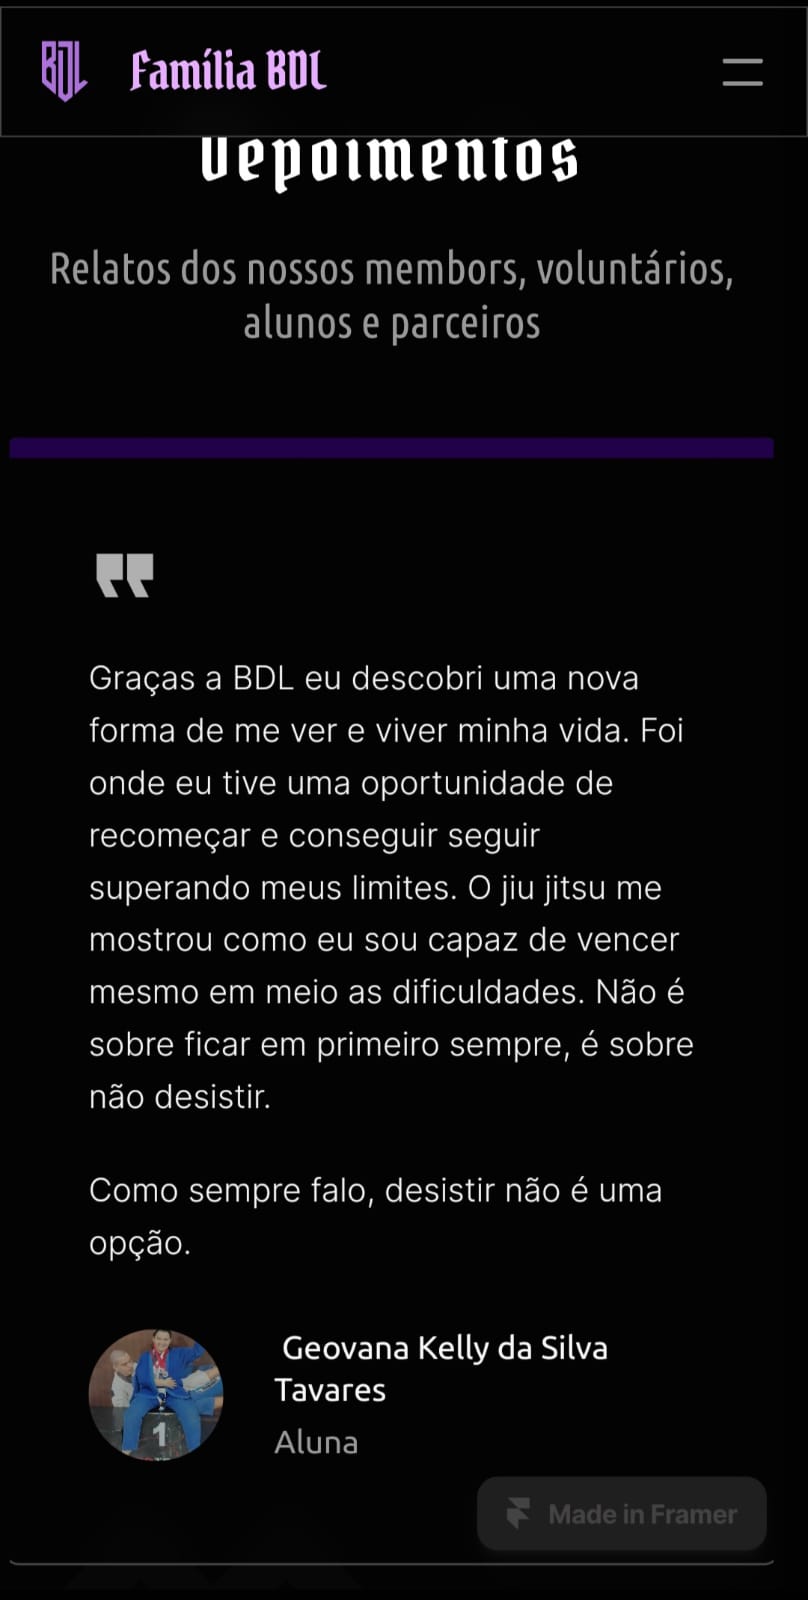 BDL Família BDL
Depoimentos
Relatos dos nossos membors, voluntários,
alunos e parceiros
Graças a BDL eu descobri uma nova
forma de me ver e viver minha vida. Foi
onde eu tive uma oportunidade de
recomeçar e conseguir seguir
superando meus limites. O jiu jitsu me
mostrou como eu sou capaz de vencer
mesmo em meio as dificuldades. Não é
sobre ficar em primeiro sempre, é sobre
não desistir.
Como sempre falo, desistir não é uma
opção.
Geovana Kelly da Silva
Tavares
Aluna
1
Made in Framer